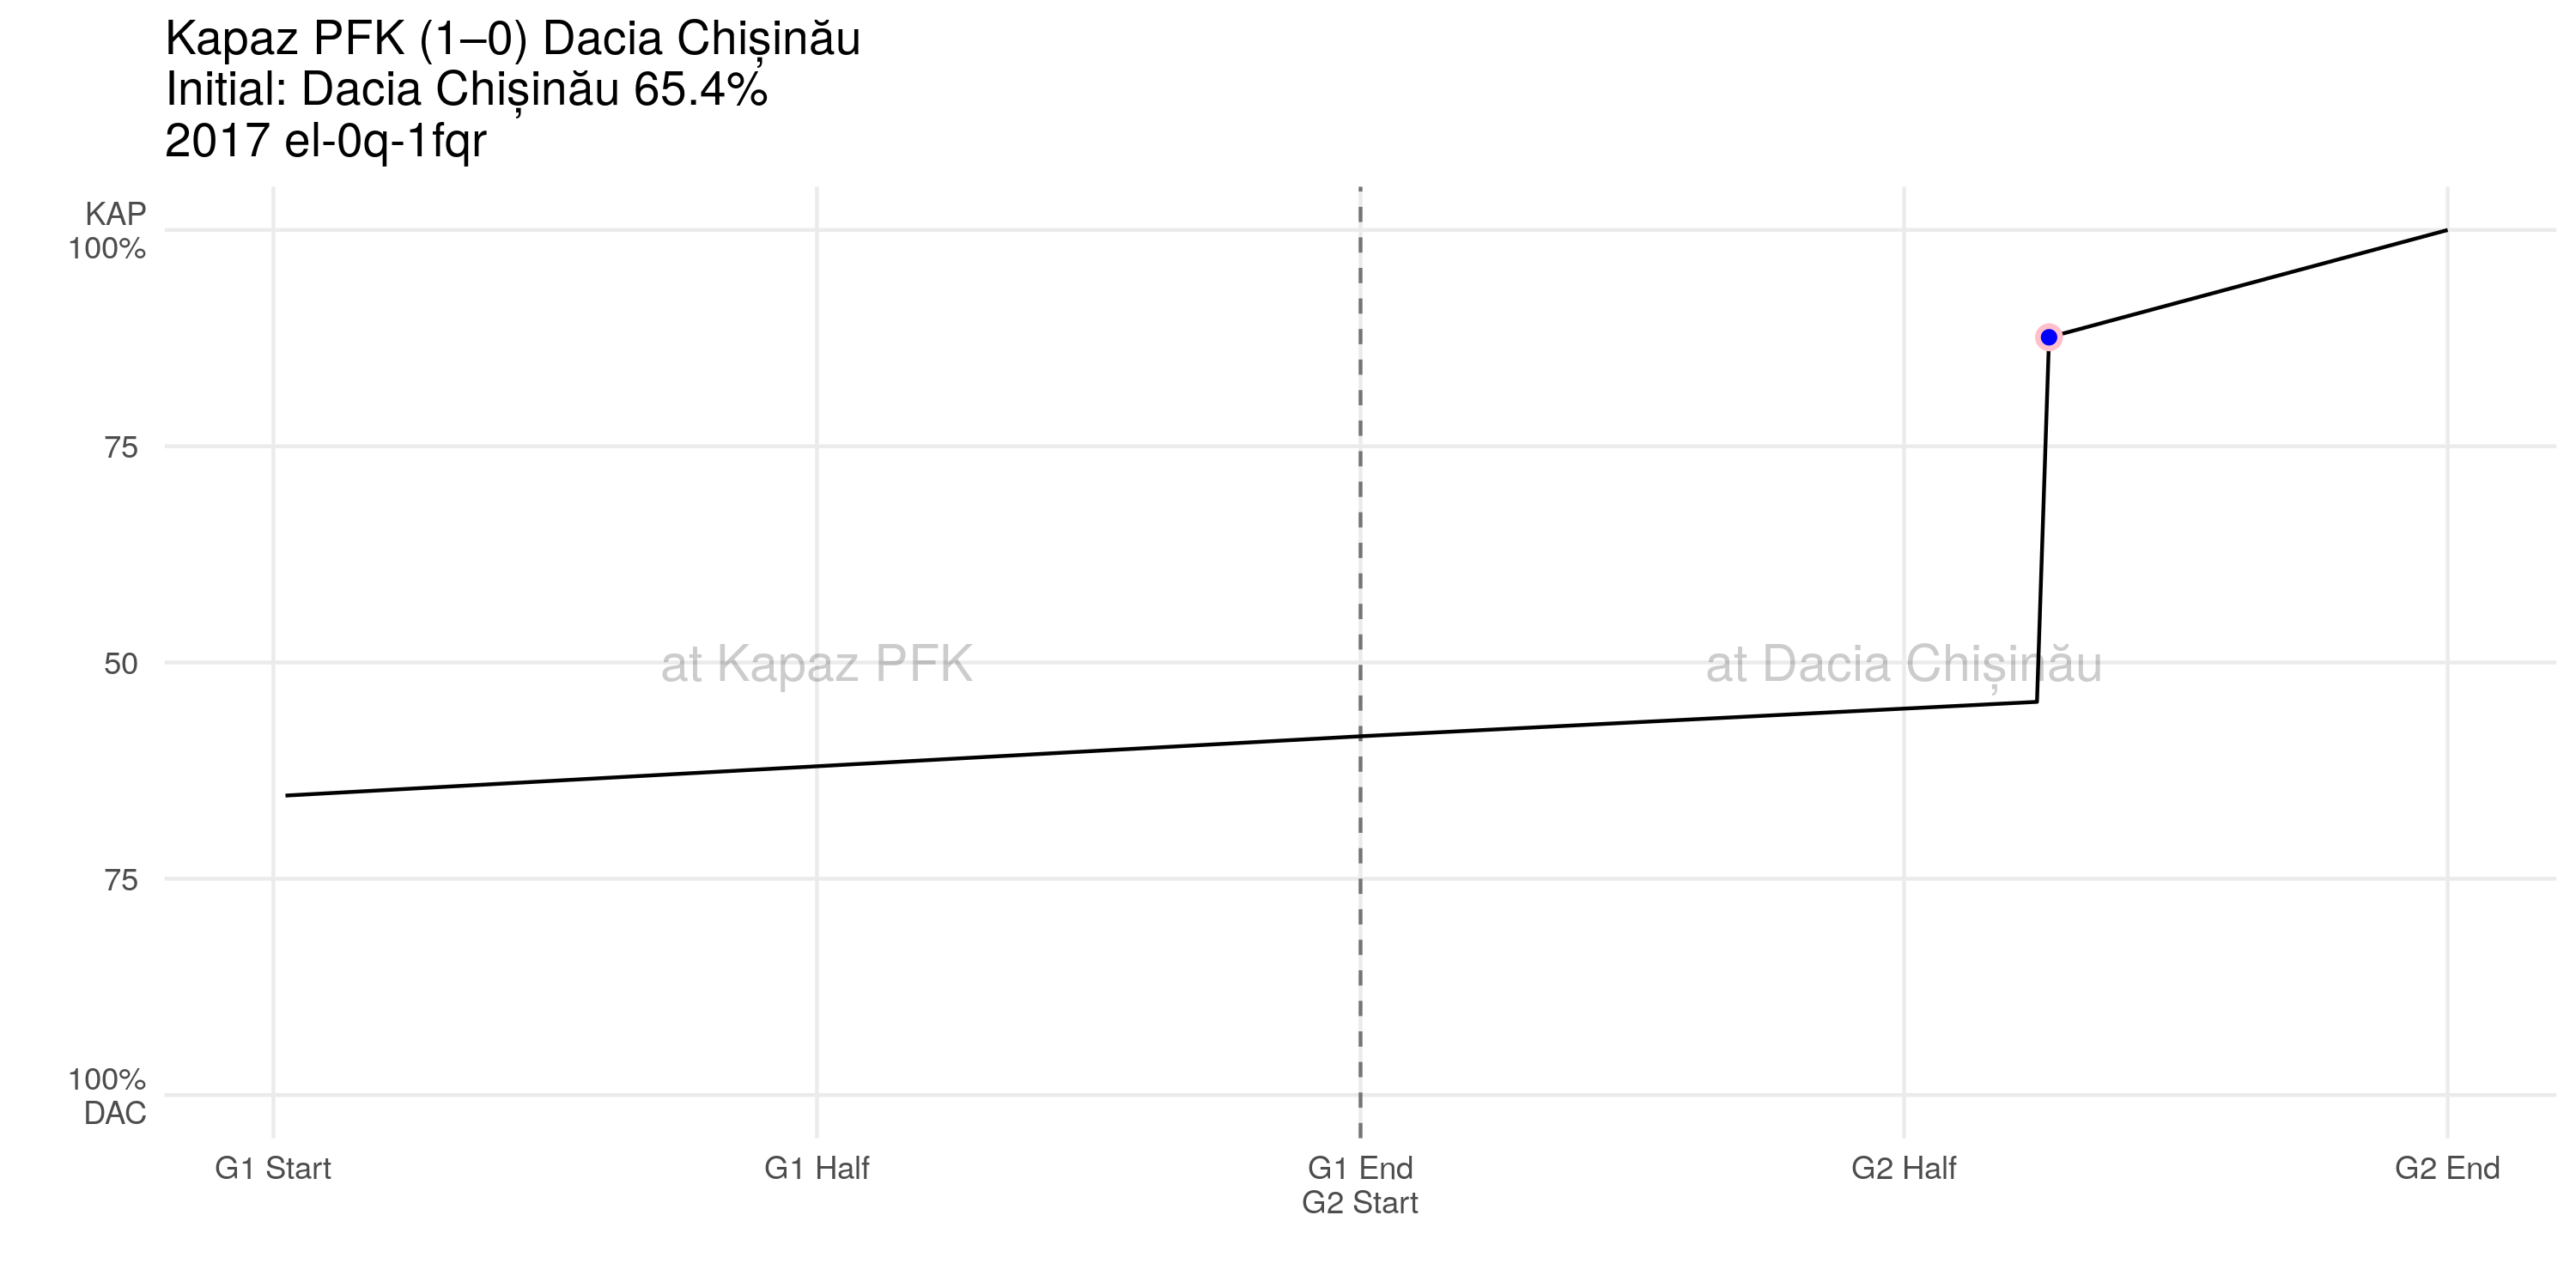 Kapaz PFK (1–0) Dacia Chișinău
Initial: Dacia Chișinău 65.4%
2017 el-0q-1fqr
KAP
100%
75
50
75
100%
DAC
at Kapaz PFK
at Dacia Chișinău
G1 Start
G1 Half
G1 End
G2 Start
G2 Half
G2 End